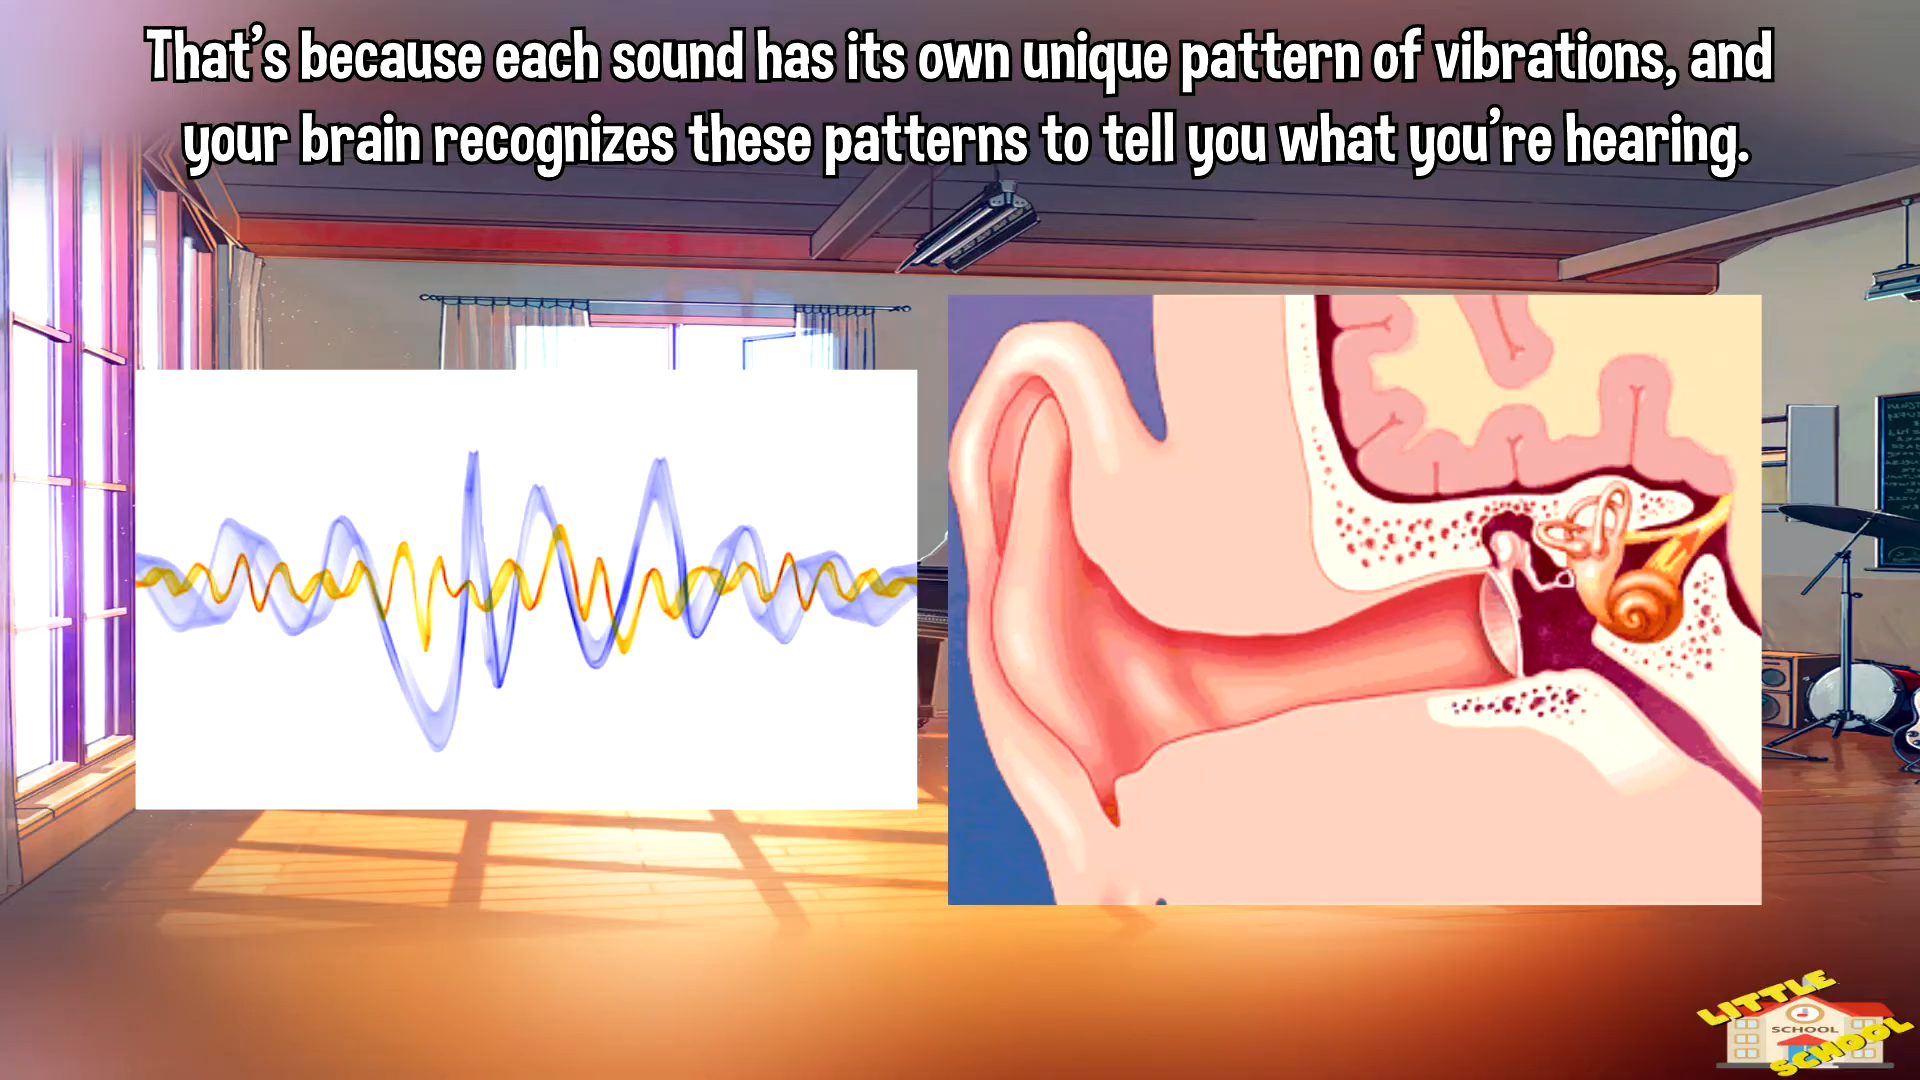 That's because each sound has its own unique pattern of vibrations, and
your brain recognizes these patterns to tell you what you're hearing.
LITTLE
SCHOOL
SCHOOL